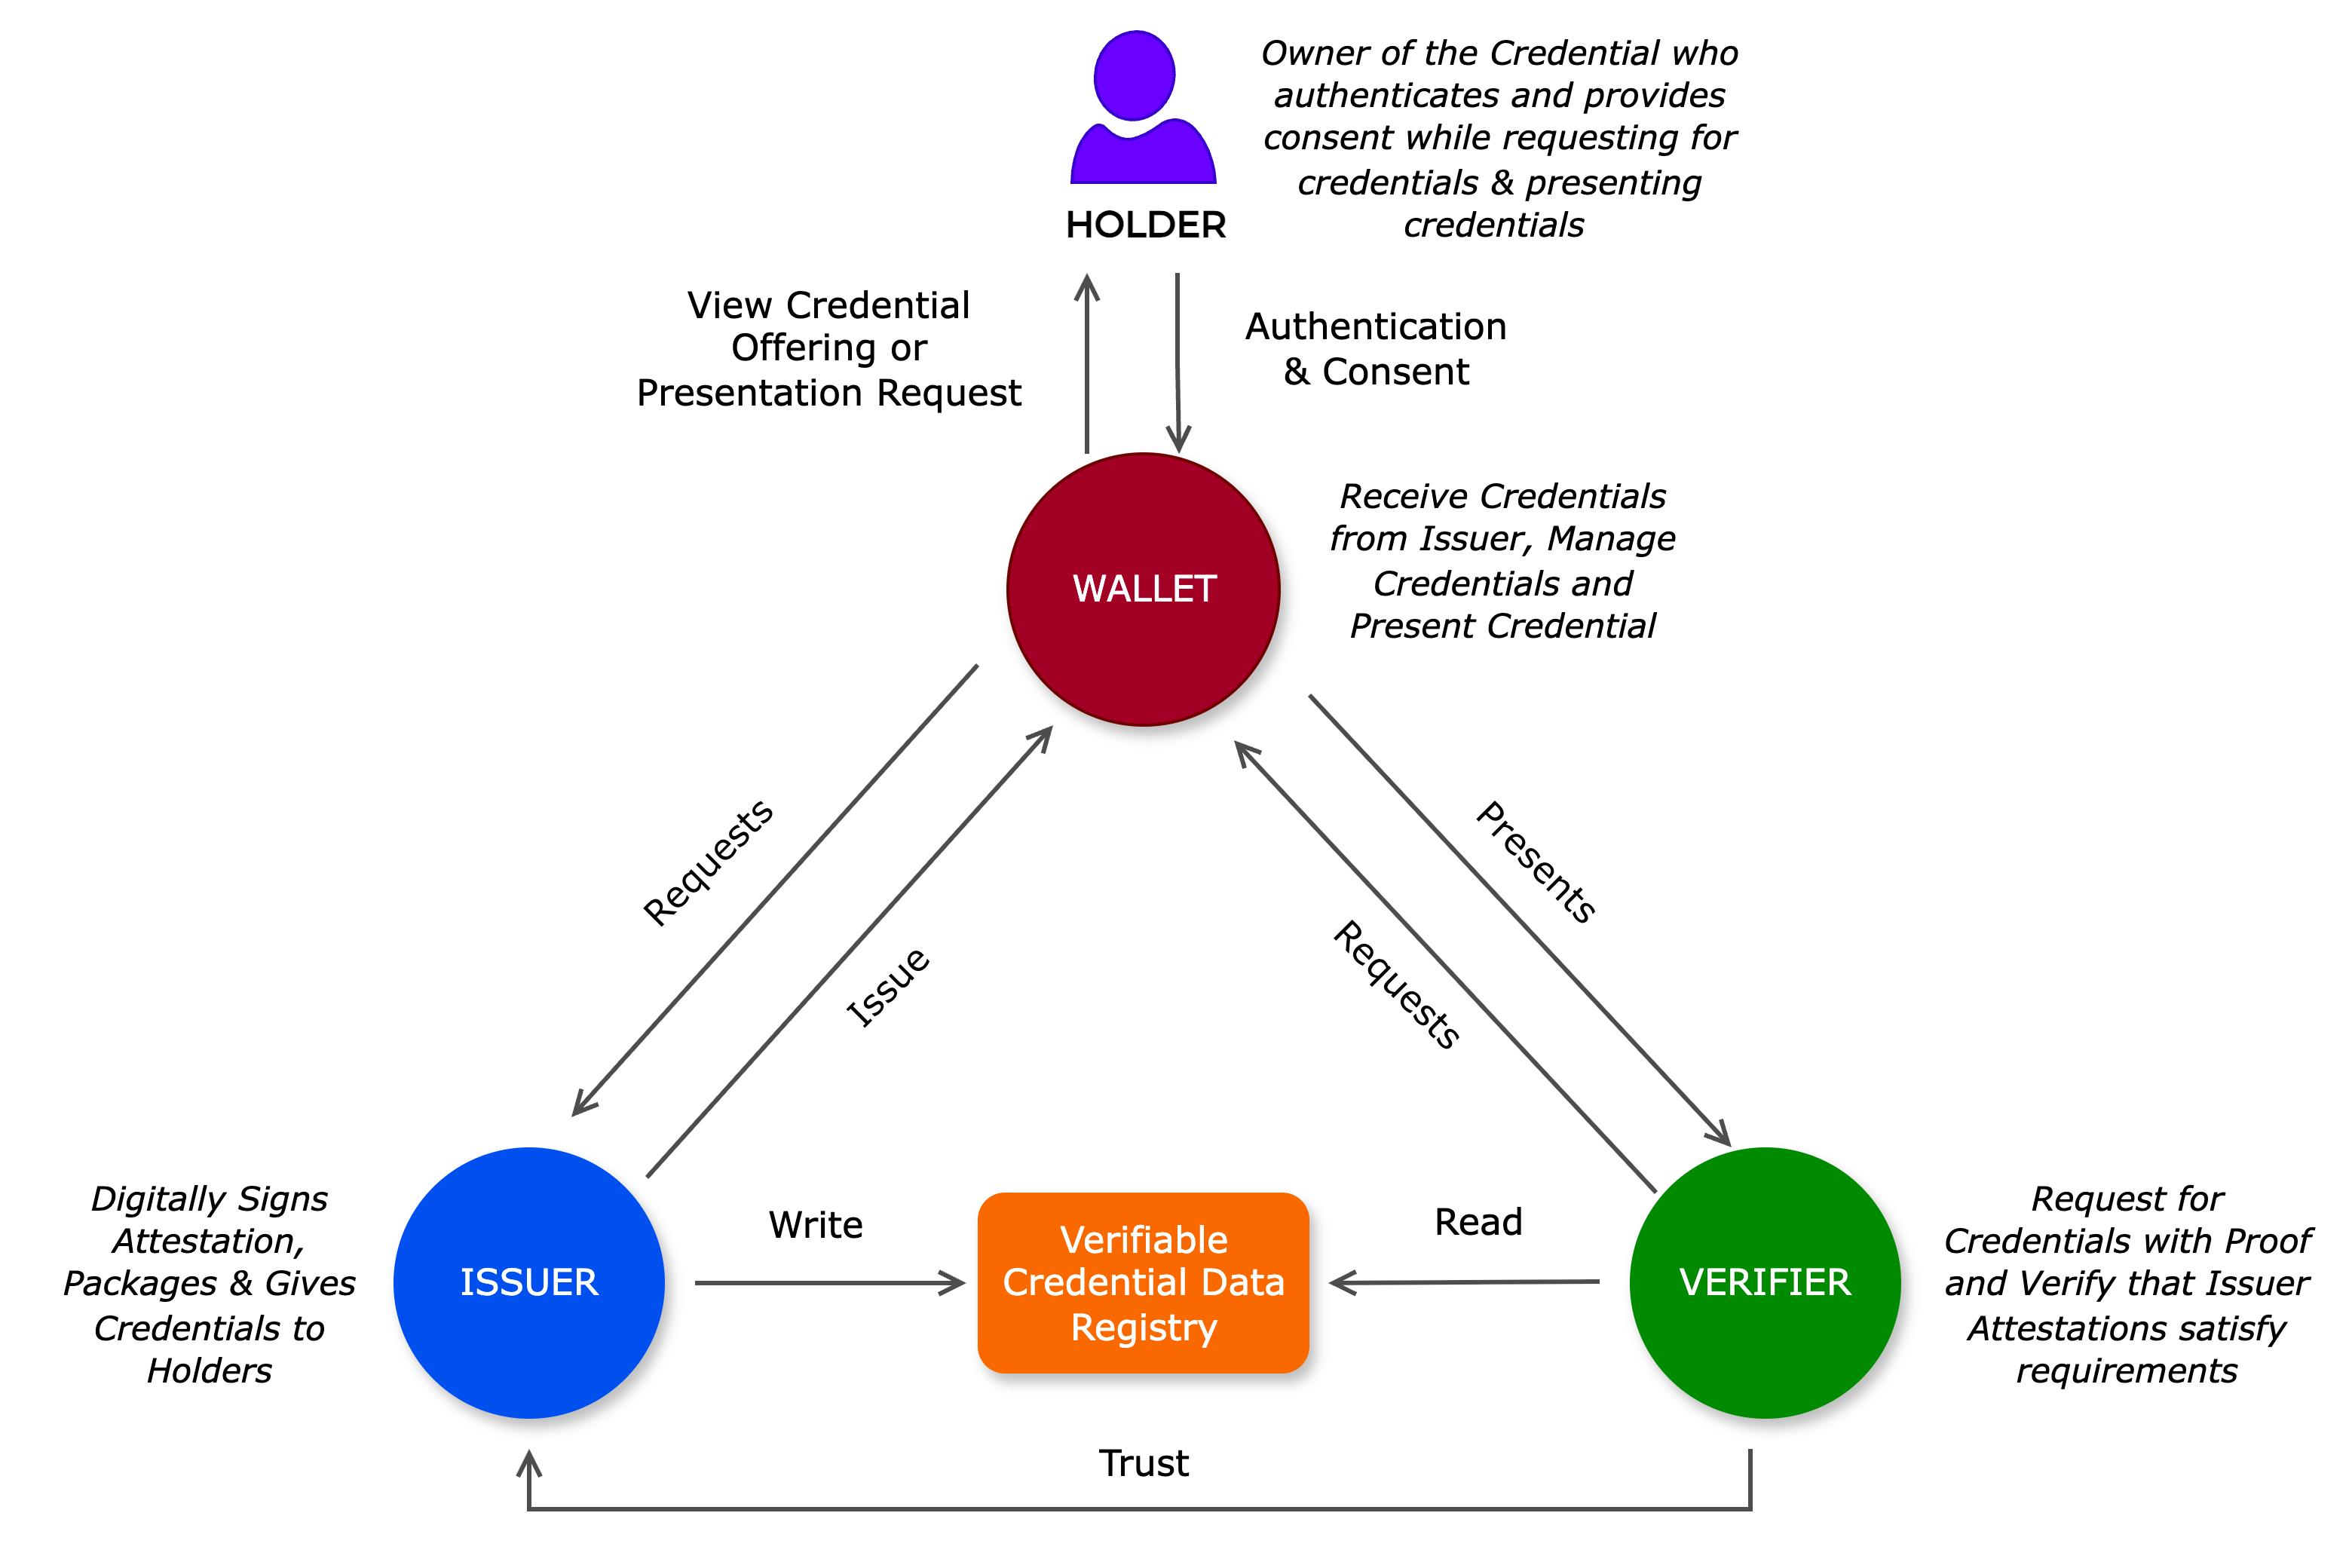 Owner of the Credential who
authenticates and provides
consent while requesting for
credentials & presenting
credentials
HOLDER
View Credential
Offering or
Presentation Request
Authentication
& Consent
WALLET
Receive Credentials
from Issuer, Manage
Credentials and
Present Credential
Requests
Issue
Presents
Requests
Digitally Signs
Attestation,
Packages & Gives
Credentials to
Holders
ISSUER
Write
Verifiable
Credential Data
Registry
Read
VERIFIER
Request for
Credentials with Proof
and Verify that Issuer
Attestations satisfy
requirements
Trust